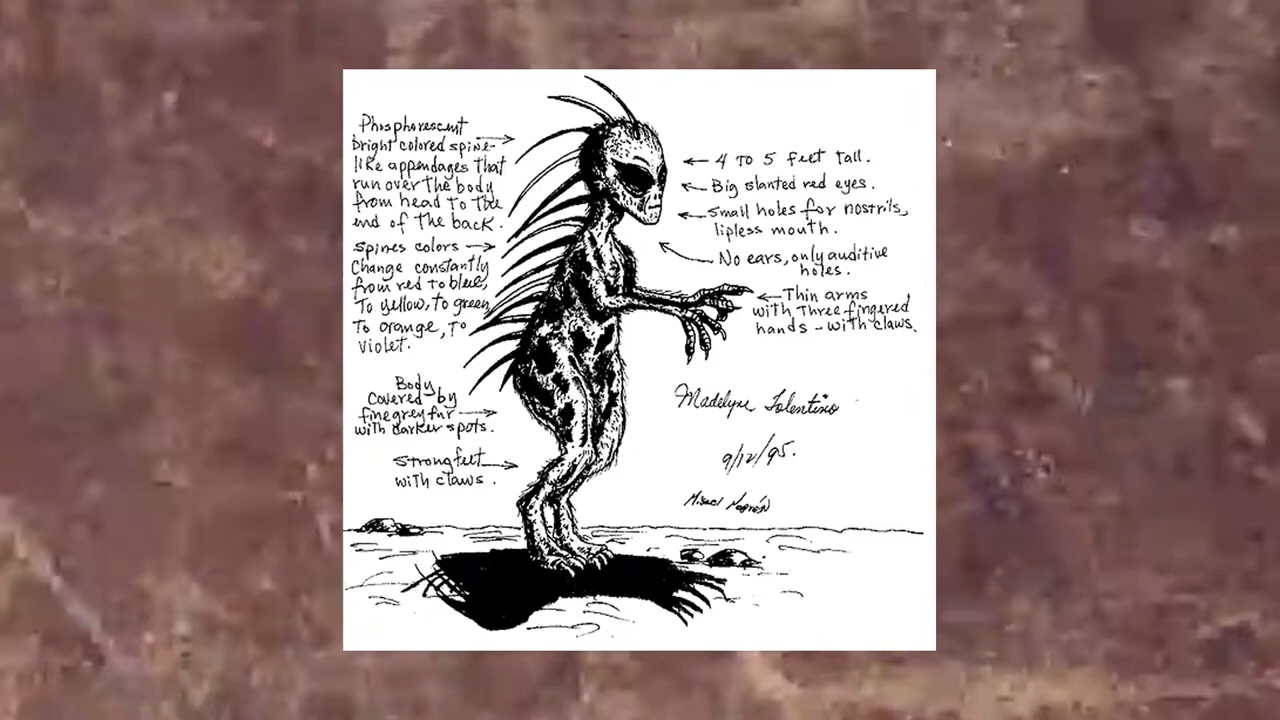 Phosphorescent
bright colored spine-
like appendages that
run over the body
from head to the
end of the back.
spines colors
Change constantly
from red to blue,
To yellow, to green
To orange, to
violet.
Body
covered by
fine grey fur
with darker spots.
strong feet
with claws.
4 TO 5 feet tall.
Big slanted red eyes.
small holes for nostrils,
lipless mouth.
No ears, only auditive
holes.
Thin arms
with three fingered
hands - with claws.
Madelyne Tolentino
9/12/95.